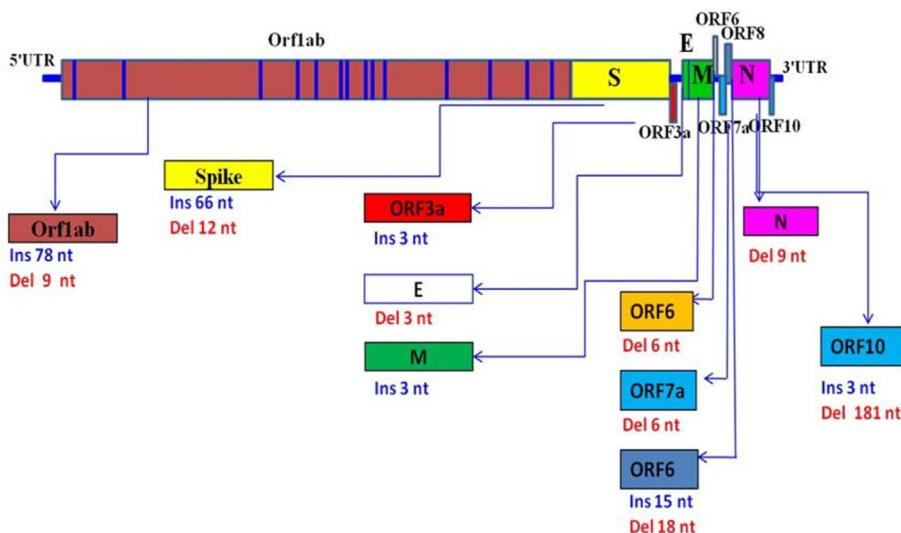 5'UTR
Orf1ab
S
E
M
ORF6
ORF8
N
3'UTR
ORF3a
ORF7a
ORF10
Orf1ab
Ins 78 nt
Del 9 nt
Spike
Ins 66 nt
Del 12 nt
ORF3a
Ins 3 nt
E
Del 3 nt
M
Ins 3 nt
ORF6
Del 6 nt
ORF7a
Del 6 nt
ORF6
Ins 15 nt
Del 18 nt
N
Del 9 nt
ORF10
Ins 3 nt
Del 181 nt